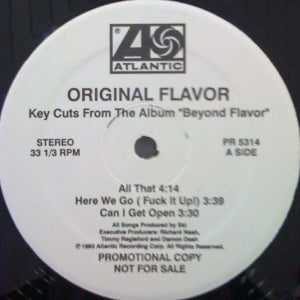 ATLANTIC
ORIGINAL FLAVOR
Key Cuts From The Album "Beyond Flavor"
STEREO PR 5314
33 1/3 RPM A SIDE
All That 4:14
Here We Go ( Fuck It Up!) 3:39
Can I Get Open 3:30
All Songs Produced by Ski
Executive Producers: Richard Nash,
Timmy Regisford and Damon Dash
© 1993 Atlantic Recording Corp. All Rights Reserved.
PROMOTIONAL COPY
NOT FOR SALE